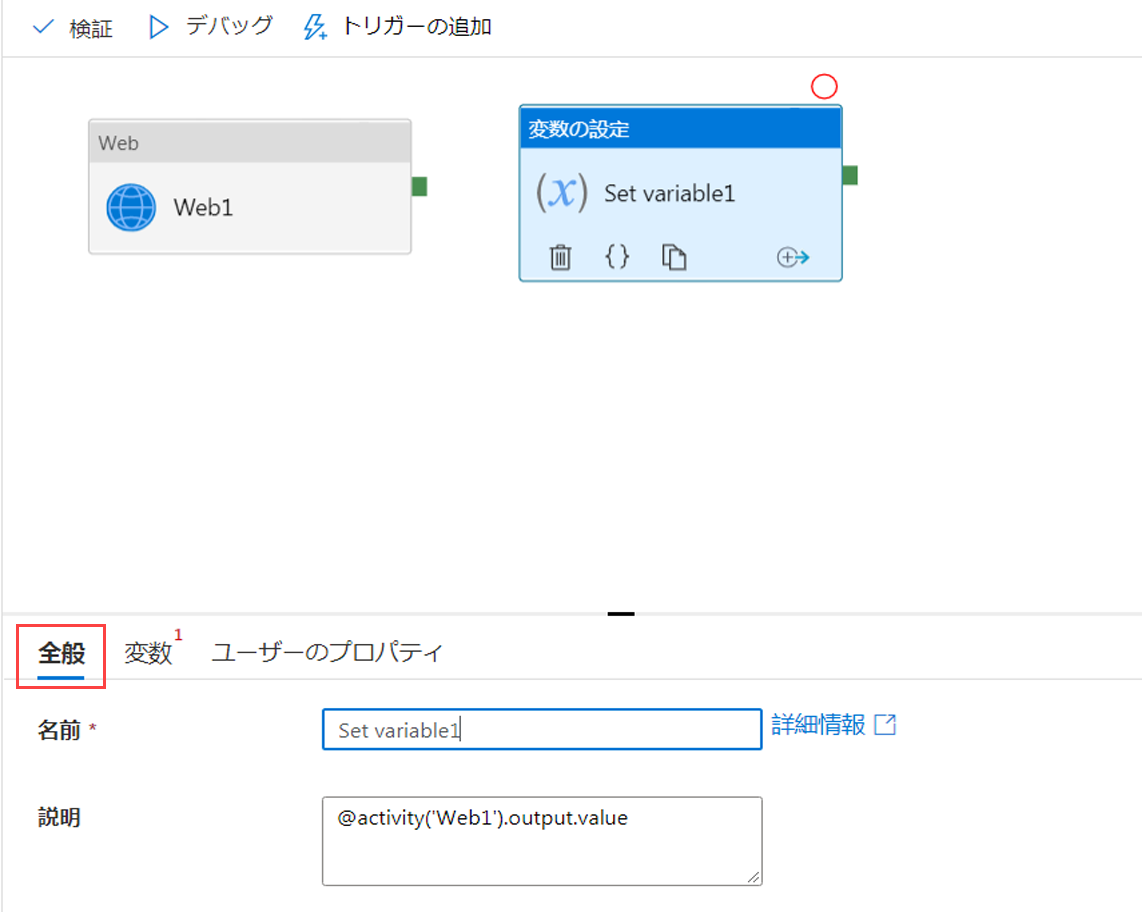 検証 デバッグ トリガーの追加
変数の設定
Web
(x) Set variable1
Web1
{}
全般 変数 1 ユーザーのプロパティ
名前 * Set variable1 詳細情報
説明 @activity('Web1').output.value